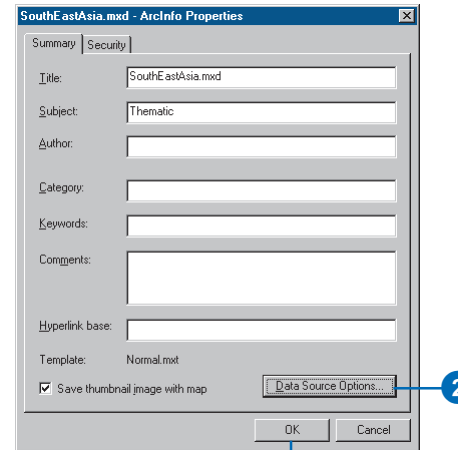 SouthEastAsia.mxd - ArcInfo Properties
Summary Security
Title: SouthEastAsia.mxd
Subject: Thematic
Author:
Category:
Keywords:
Comments:
Hyperlink base:
Template: Normal.mxt
Save thumbnail image with map Data Source Options... 2
OK Cancel